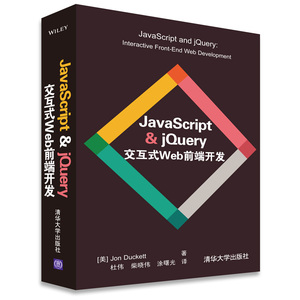 WILEY
JavaScript & jQuery
交互式Web前端开发
清华大学出版社
JavaScript and jQuery:
Interactive Front-End Web Development
JavaScript
& jQuery
交互式Web前端开发
[美] Jon Duckett 著
杜伟 柴晓伟 涂曙光 译
清华大学出版社